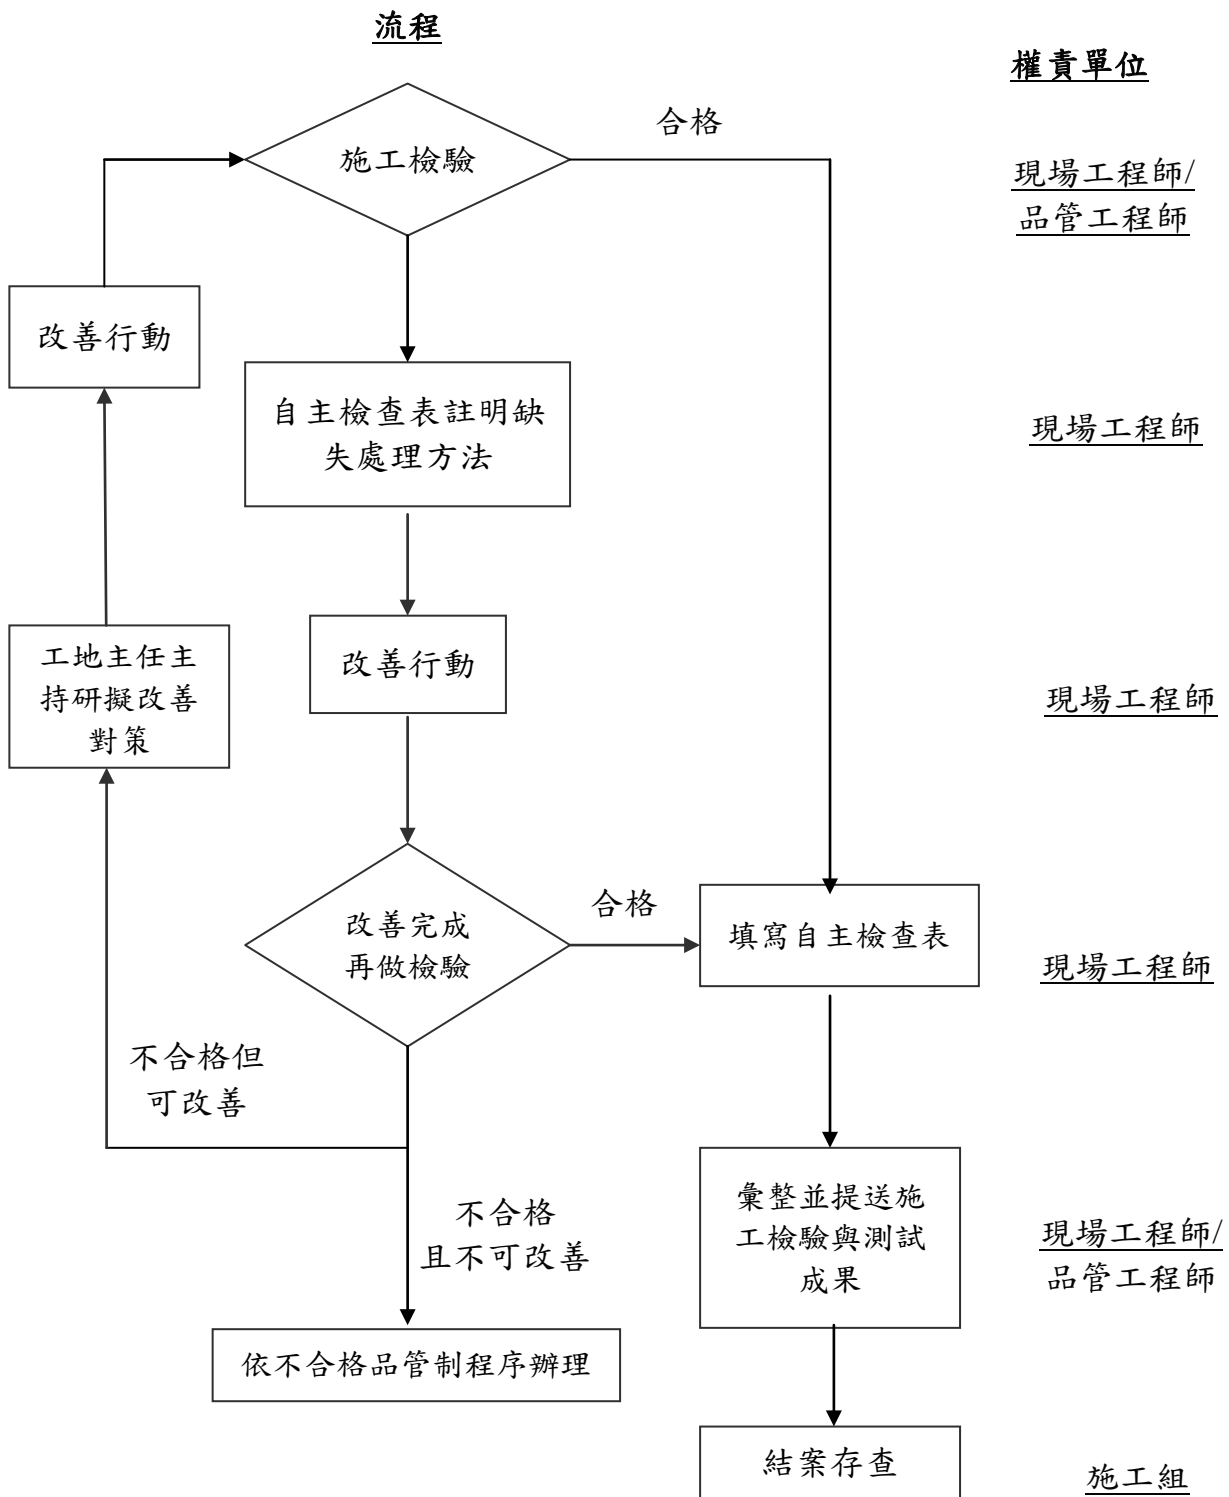 流程
權責單位
合格
施工檢驗
現場工程師/
品管工程師
改善行動
自主檢查表註明缺
失處理方法
現場工程師
工地主任主
持研擬改善
對策
改善行動
現場工程師
改善完成
再做檢驗
合格
填寫自主檢查表
現場工程師
不合格但
可改善
不合格
且不可改善
彙整並提送施
工檢驗與測試
成果
現場工程師/
品管工程師
依不合格品管制程序辦理
結案存查
施工組